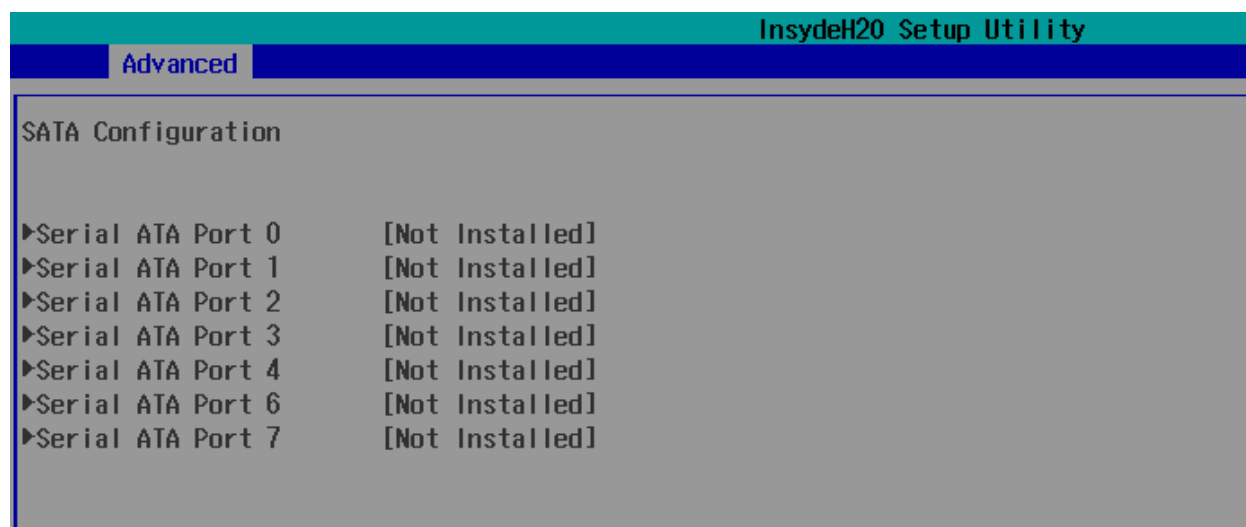 InsydeH20 Setup Utility
Advanced
SATA Configuration
▶Serial ATA Port 0 [Not Installed]
▶Serial ATA Port 1 [Not Installed]
▶Serial ATA Port 2 [Not Installed]
▶Serial ATA Port 3 [Not Installed]
▶Serial ATA Port 4 [Not Installed]
▶Serial ATA Port 6 [Not Installed]
▶Serial ATA Port 7 [Not Installed]